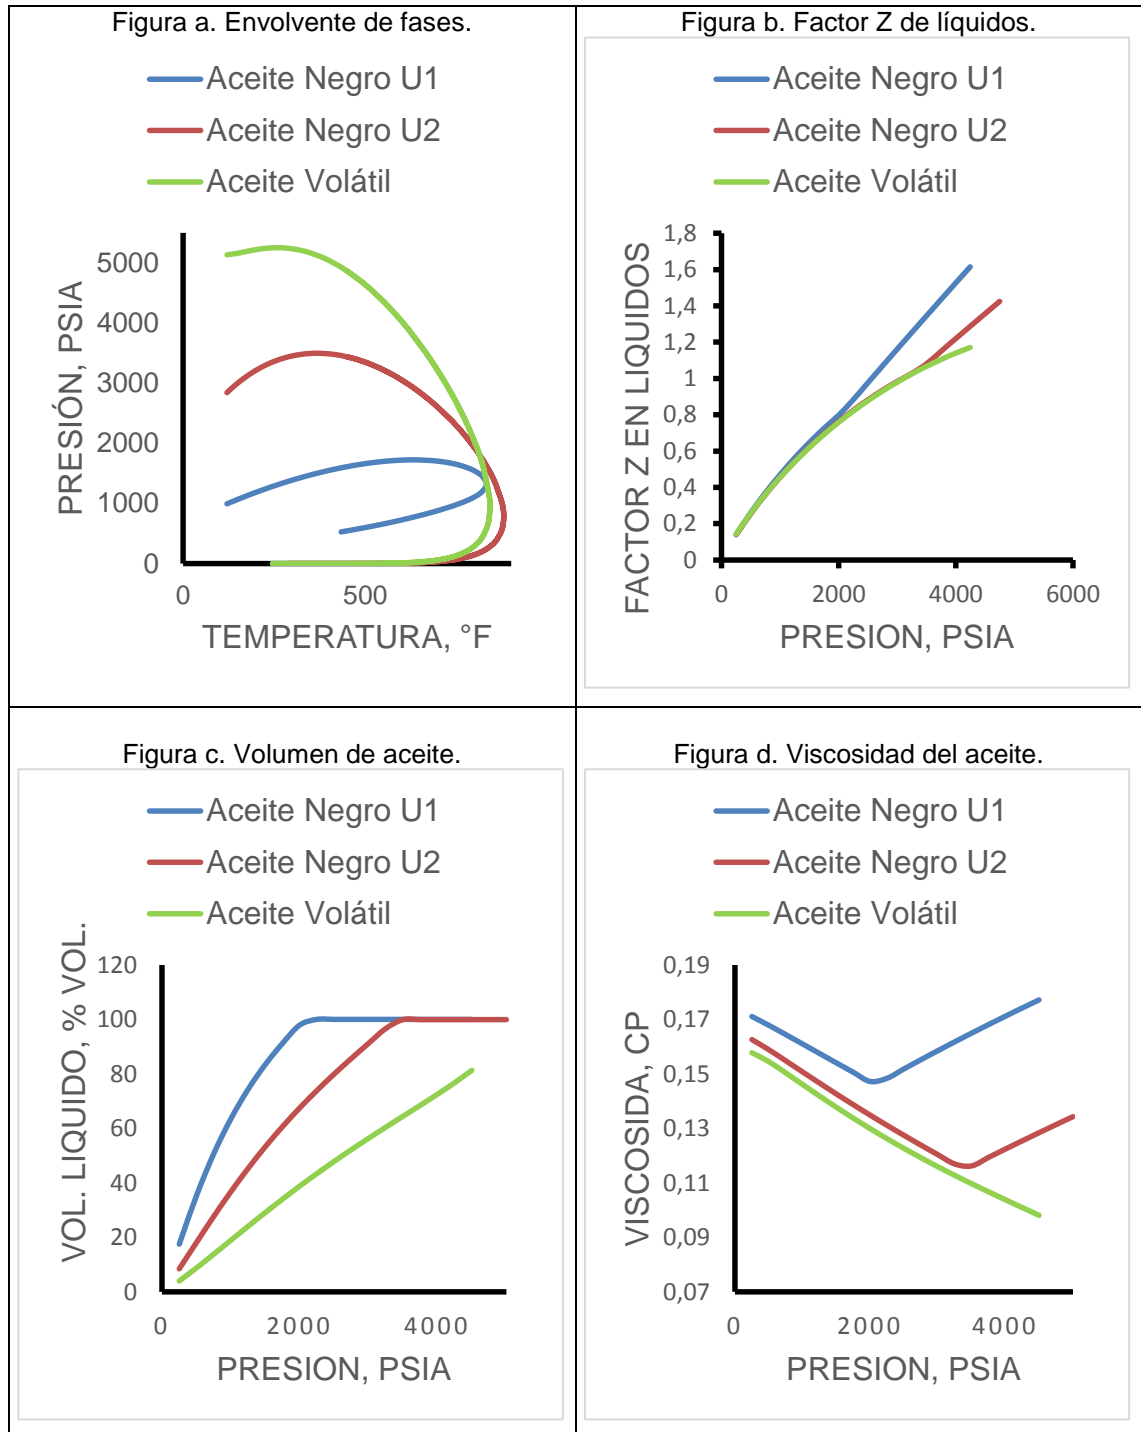 Figura a. Envolvente de fases.
Aceite Negro U1
Aceite Negro U2
Aceite Volátil
PRESIÓN, PSIA
5000
4000
3000
2000
1000
0
0
500
TEMPERATURA, °F
Figura b. Factor Z de líquidos.
Aceite Negro U1
Aceite Negro U2
Aceite Volátil
FACTOR Z EN LIQUIDOS
1,8
1,6
1,4
1,2
1
0,8
0,6
0,4
0,2
0
0
2000
4000
6000
PRESION, PSIA
Figura c. Volumen de aceite.
Aceite Negro U1
Aceite Negro U2
Aceite Volátil
VOL. LIQUIDO, % VOL.
120
100
80
60
40
20
0
0
2000
4000
PRESION, PSIA
Figura d. Viscosidad del aceite.
Aceite Negro U1
Aceite Negro U2
Aceite Volátil
VISCOSIDA, CP
0,19
0,17
0,15
0,13
0,11
0,09
0,07
0
2000
4000
PRESION, PSIA